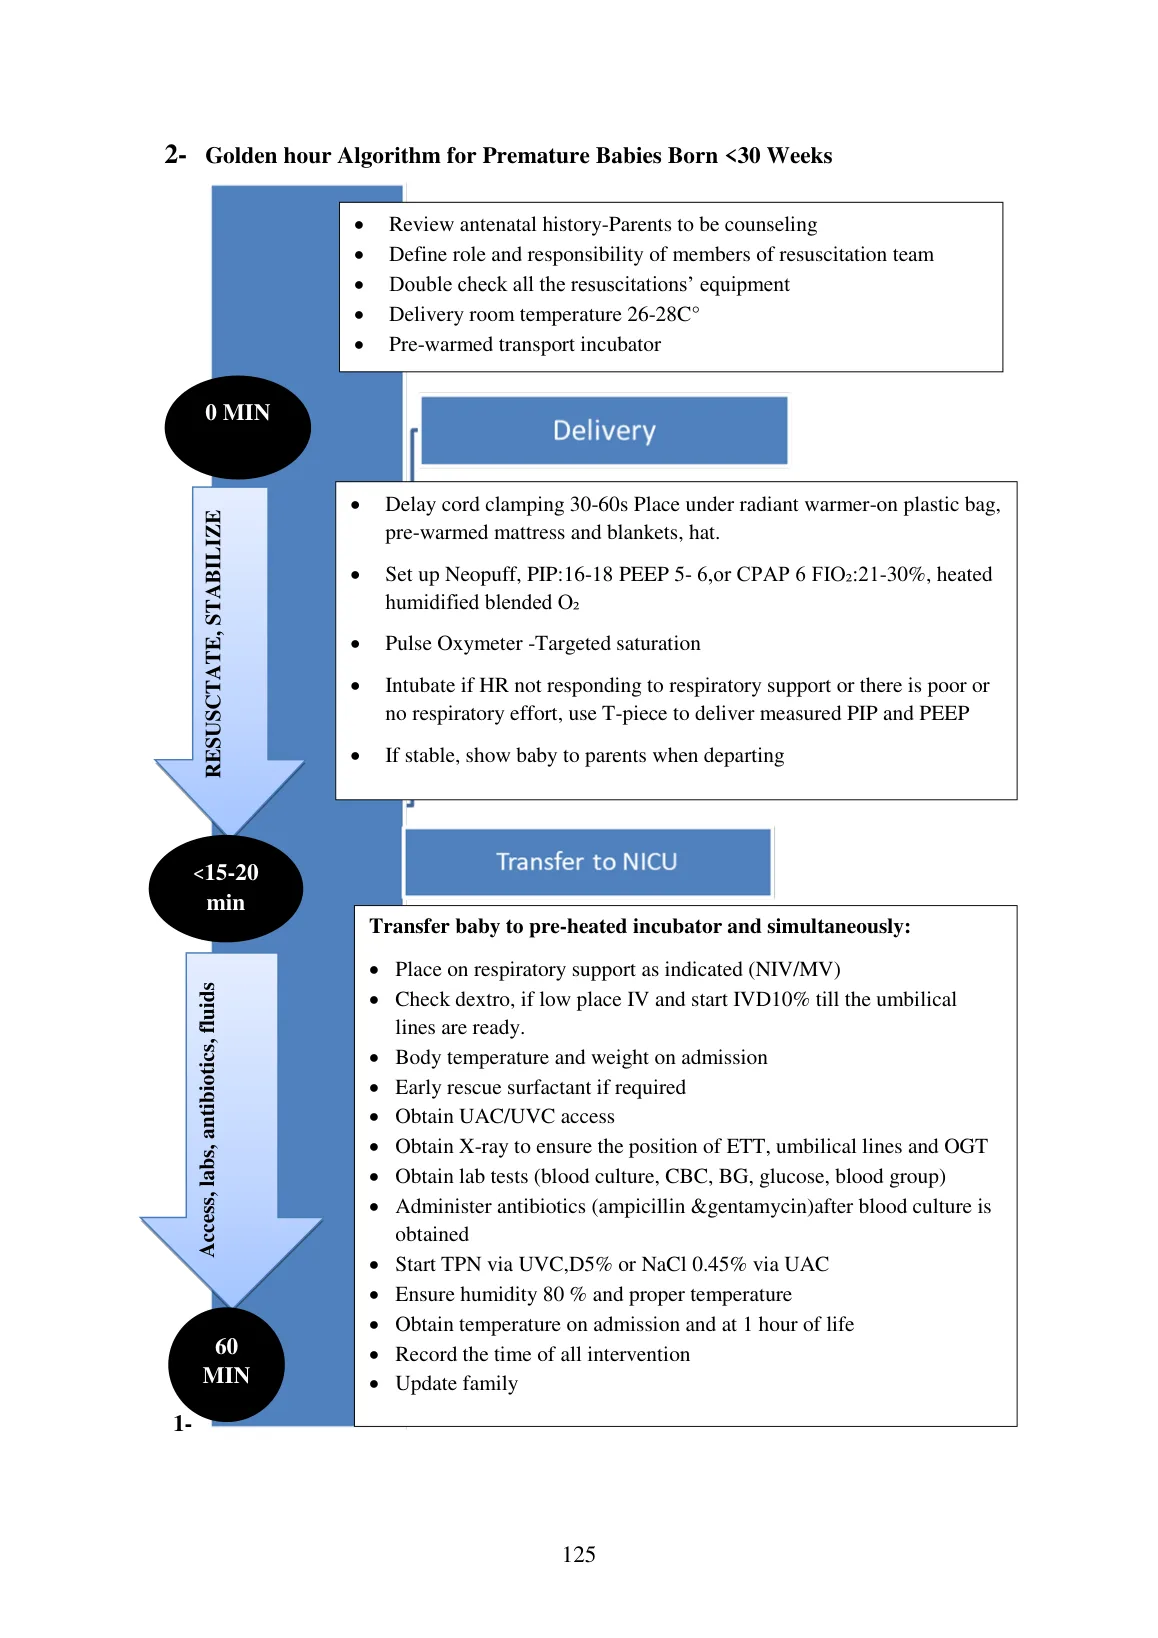 2- Golden hour Algorithm for Premature Babies Born <30 Weeks
• Review antenatal history-Parents to be counseling
• Define role and responsibility of members of resuscitation team
• Double check all the resuscitations’ equipment
• Delivery room temperature 26-28C°
• Pre-warmed transport incubator
0 MIN
Delivery
RESUSCTATE, STABILIZE
• Delay cord clamping 30-60s Place under radiant warmer-on plastic bag,
pre-warmed mattress and blankets, hat.
• Set up Neopuff, PIP:16-18 PEEP 5- 6,or CPAP 6 FIO₂:21-30%, heated
humidified blended O₂
• Pulse Oxymeter -Targeted saturation
• Intubate if HR not responding to respiratory support or there is poor or
no respiratory effort, use T-piece to deliver measured PIP and PEEP
• If stable, show baby to parents when departing
<15-20
min
Transfer to NICU
Access, labs, antibiotics, fluids
Transfer baby to pre-heated incubator and simultaneously:
• Place on respiratory support as indicated (NIV/MV)
• Check dextro, if low place IV and start IVD10% till the umbilical
lines are ready.
• Body temperature and weight on admission
• Early rescue surfactant if required
• Obtain UAC/UVC access
• Obtain X-ray to ensure the position of ETT, umbilical lines and OGT
• Obtain lab tests (blood culture, CBC, BG, glucose, blood group)
• Administer antibiotics (ampicillin &gentamycin)after blood culture is
obtained
• Start TPN via UVC,D5% or NaCl 0.45% via UAC
• Ensure humidity 80 % and proper temperature
• Obtain temperature on admission and at 1 hour of life
• Record the time of all intervention
• Update family
60
MIN
1-
125